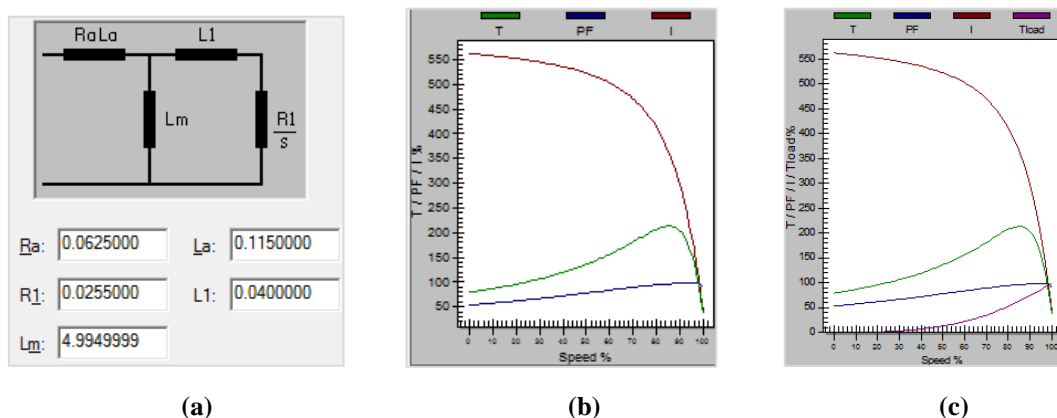 RaLa L1
Lm R1
s
Ra: 0.0625000 La: 0.1150000
R1: 0.0255000 L1: 0.0400000
Lm: 4.9949999
(a)
T PF I
T / PF / I %
550
500
450
400
350
300
250
200
150
100
50
0 10 20 30 40 50 60 70 80 90 100
Speed %
(b)
T PF I Tload
T / PF / I / Tload%
550
500
450
400
350
300
250
200
150
100
50
0
0 10 20 30 40 50 60 70 80 90 100
Speed %
(c)